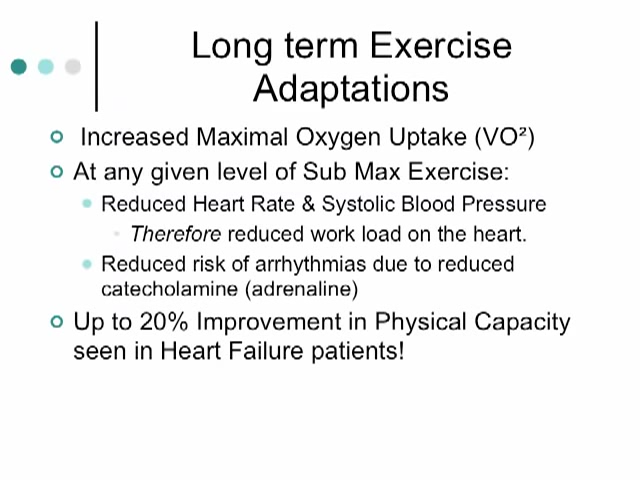 Long term Exercise
Adaptations
Increased Maximal Oxygen Uptake (VO²)
At any given level of Sub Max Exercise:
Reduced Heart Rate & Systolic Blood Pressure
Therefore reduced work load on the heart.
Reduced risk of arrhythmias due to reduced
catecholamine (adrenaline)
Up to 20% Improvement in Physical Capacity
seen in Heart Failure patients!